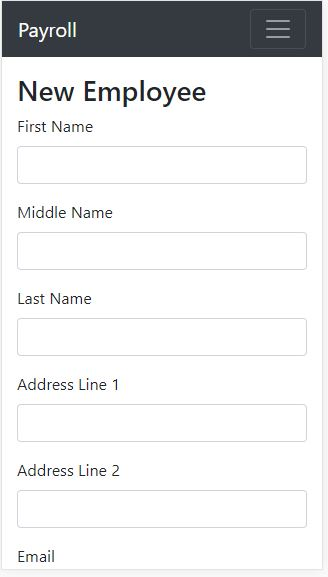 Payroll
New Employee
First Name
Middle Name
Last Name
Address Line 1
Address Line 2
Email